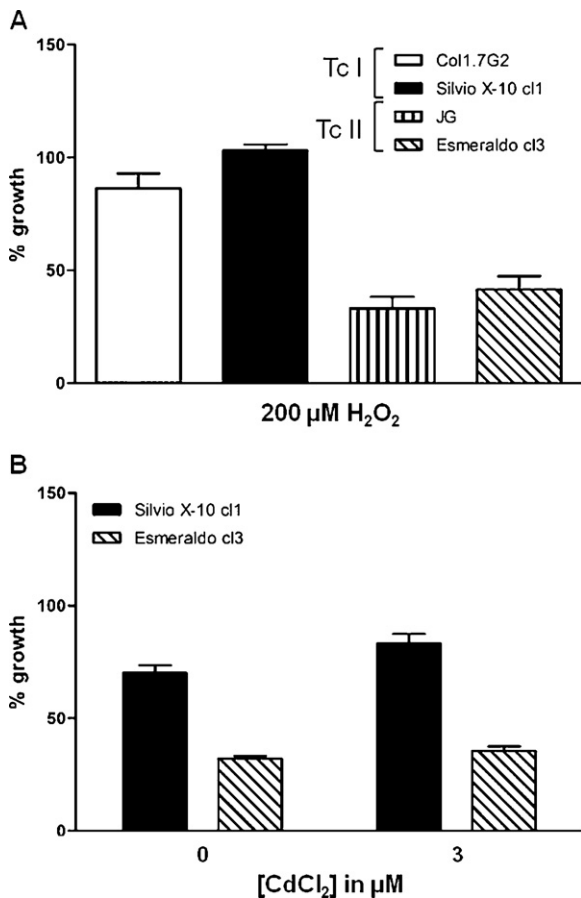 A
150
100
50
0
% growth
Tc I
Col1.7G2
Silvio X-10 cl1
Tc II
JG
Esmeraldo cl3
200 µM H₂O₂
B
150
100
50
0
% growth
Silvio X-10 cl1
Esmeraldo cl3
0 3
[CdCl₂] in µM